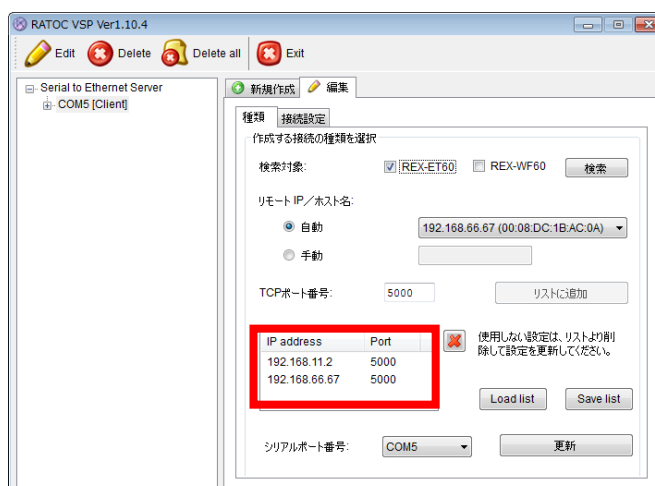 RATOC VSP Ver1.10.4
Edit Delete Delete all Exit
Serial to Ethernet Server
COM5 [Client]
新規作成 編集
種類 接続設定
作成する接続の種類を選択
検索対象: REX-ET60 REX-WF60 検索
リモート IP/ホスト名:
自動 192.168.66.67 (00:08:DC:1B:AC:0A)
手動
TCPポート番号: 5000 リストに追加
IP address Port
192.168.11.2 5000
192.168.66.67 5000
使用しない設定は、リストより削
除して設定を更新してください。
Load list Save list
シリアルポート番号: COM5 更新